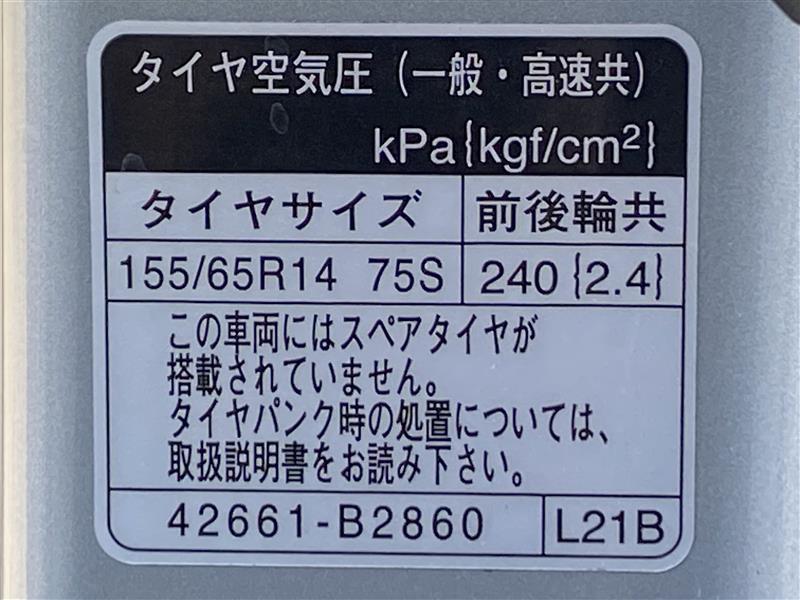 タイヤ空気圧（一般・高速共）
kPa{kgf/cm²}
タイヤサイズ 前後輪共
155/65R14 75S 240{2.4}
この車両にはスペアタイヤが
搭載されていません。
タイヤパンク時の処置については、
取扱説明書をお読み下さい。
42661-B2860 L21B